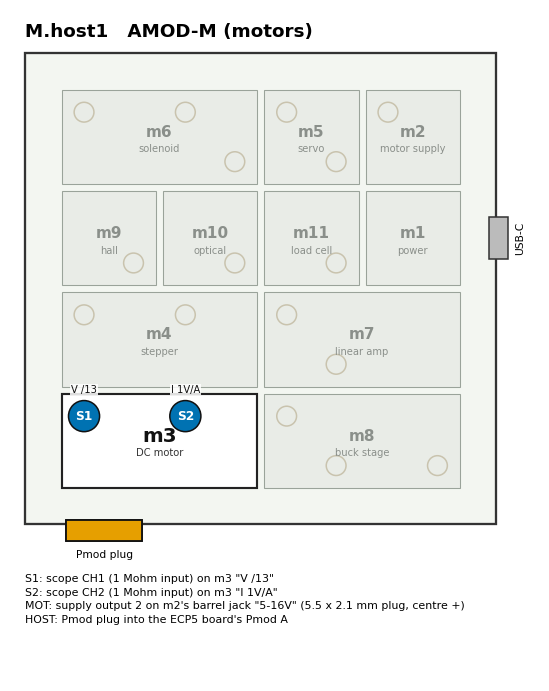 M.host1 AMOD-M (motors)
m6
solenoid
m5
servo
m2
motor supply
m9
hall
m10
optical
m11
load cell
m1
power
USB-C
m4
stepper
m7
linear amp
V /13
I 1V/A
S1
S2
m3
DC motor
m8
buck stage
Pmod plug
S1: scope CH1 (1 Mohm input) on m3 "V /13"
S2: scope CH2 (1 Mohm input) on m3 "I 1V/A"
MOT: supply output 2 on m2's barrel jack "5-16V" (5.5 x 2.1 mm plug, centre +)
HOST: Pmod plug into the ECP5 board's Pmod A